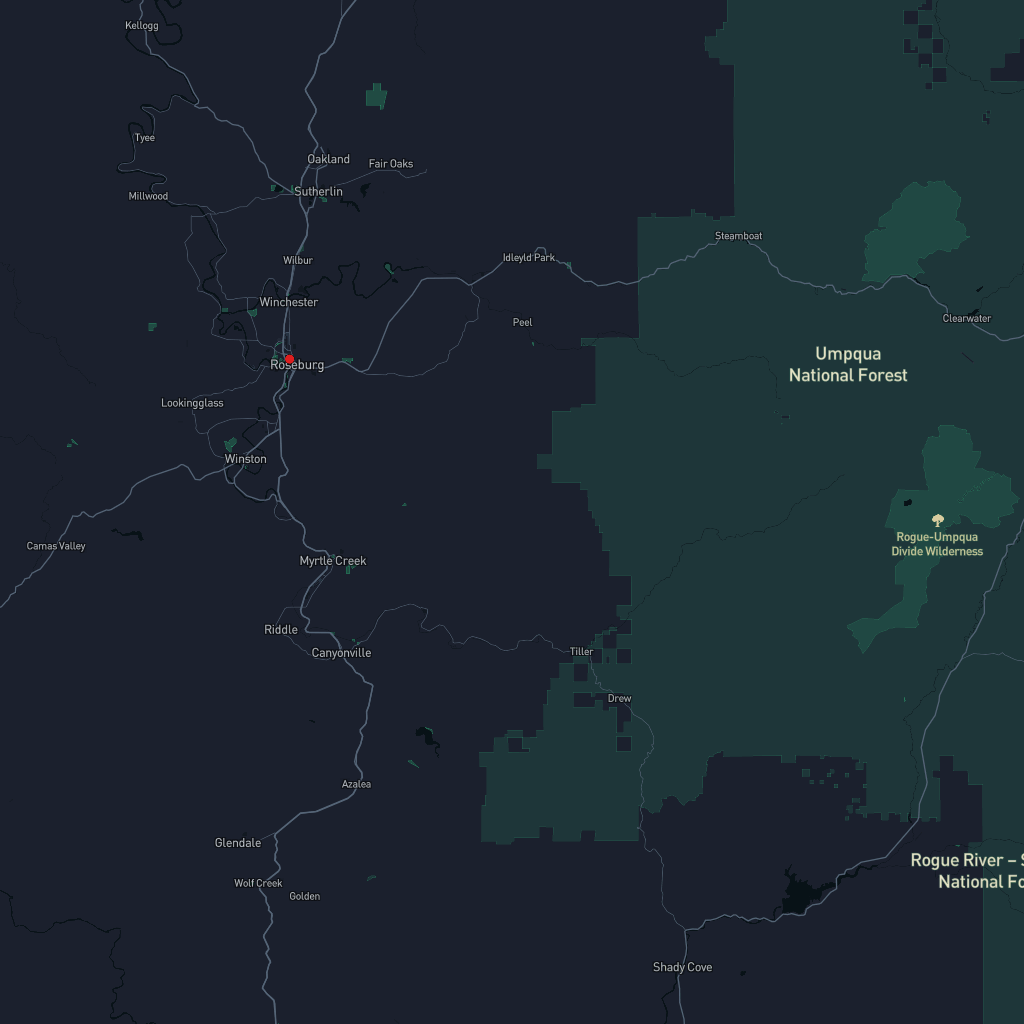 Kellogg
Tyee
Oakland
Fair Oaks
Millwood
Sutherlin
Steamboat
Wilbur
Idleyld Park
Winchester
Clearwater
Peel
Umpqua
National Forest
Roseburg
Lookingglass
Winston
Rogue-Umpqua
Divide Wilderness
Camas Valley
Myrtle Creek
Riddle
Canyonville
Tiller
Drew
Azalea
Glendale
Rogue River – S
National Fo
Wolf Creek
Golden
Shady Cove